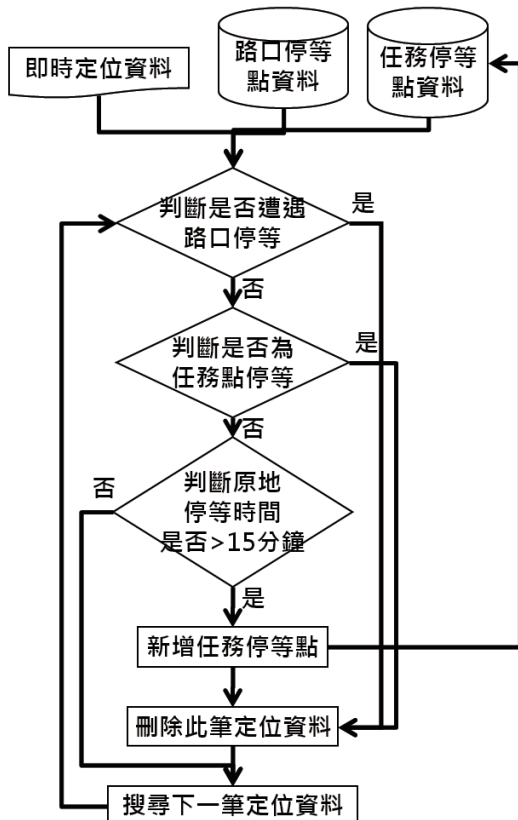 即時定位資料
路口停等
點資料
任務停等
點資料
判斷是否遭遇
路口停等
是
否
判斷是否為
任務點停等
是
否
判斷原地
停等時間
是否>15分鐘
否
是
新增任務停等點
刪除此筆定位資料
搜尋下一筆定位資料